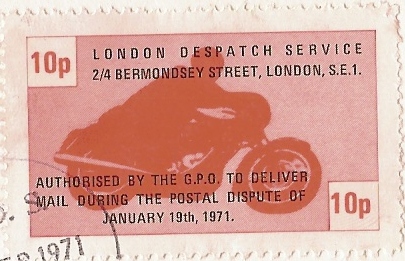 LONDON DESPATCH SERVICE
10p
2/4 BERMONDSEY STREET, LONDON, S.E.1.
AUTHORISED BY THE G.P.O. TO DELIVER
MAIL DURING THE POSTAL DISPUTE OF
10p
JANUARY 19th, 1971.
1971